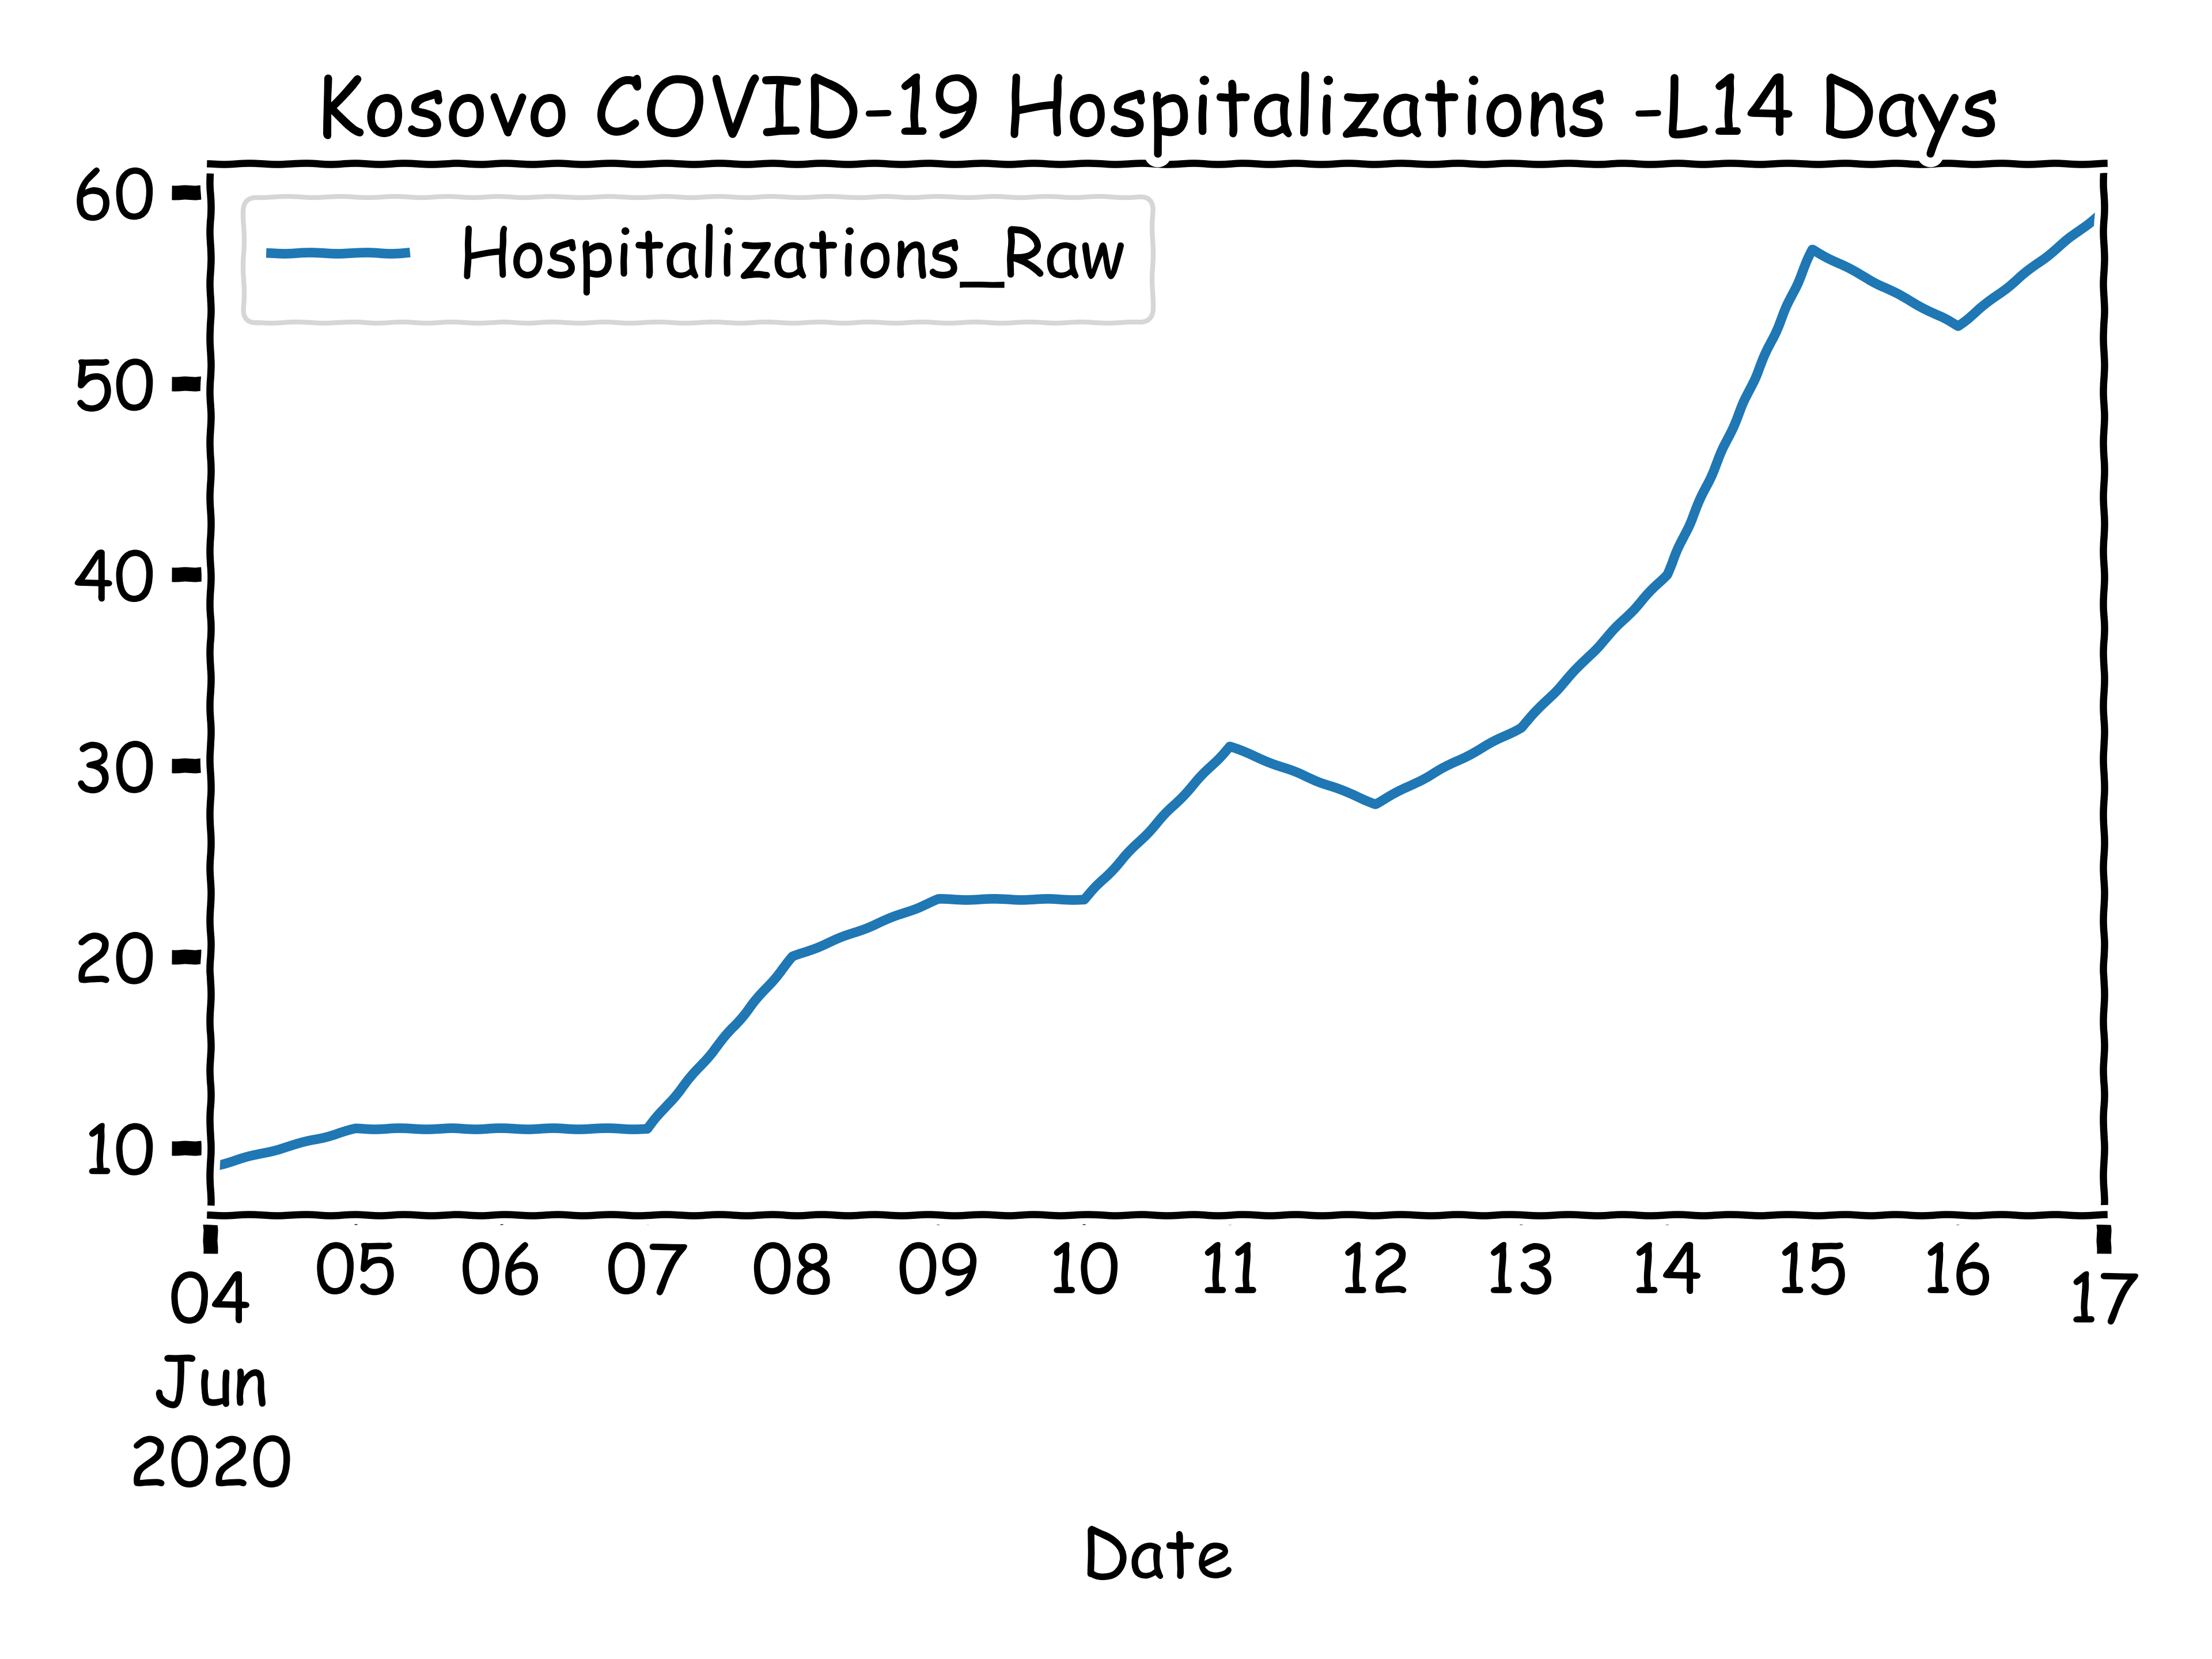 Kosovo COVID-19 Hospitalizations -L14 Days
Hospitalizations_Raw
60
50
40
30
20
10
04 05 06 07 08 09 10 11 12 13 14 15 16 17
Jun
2020
Date